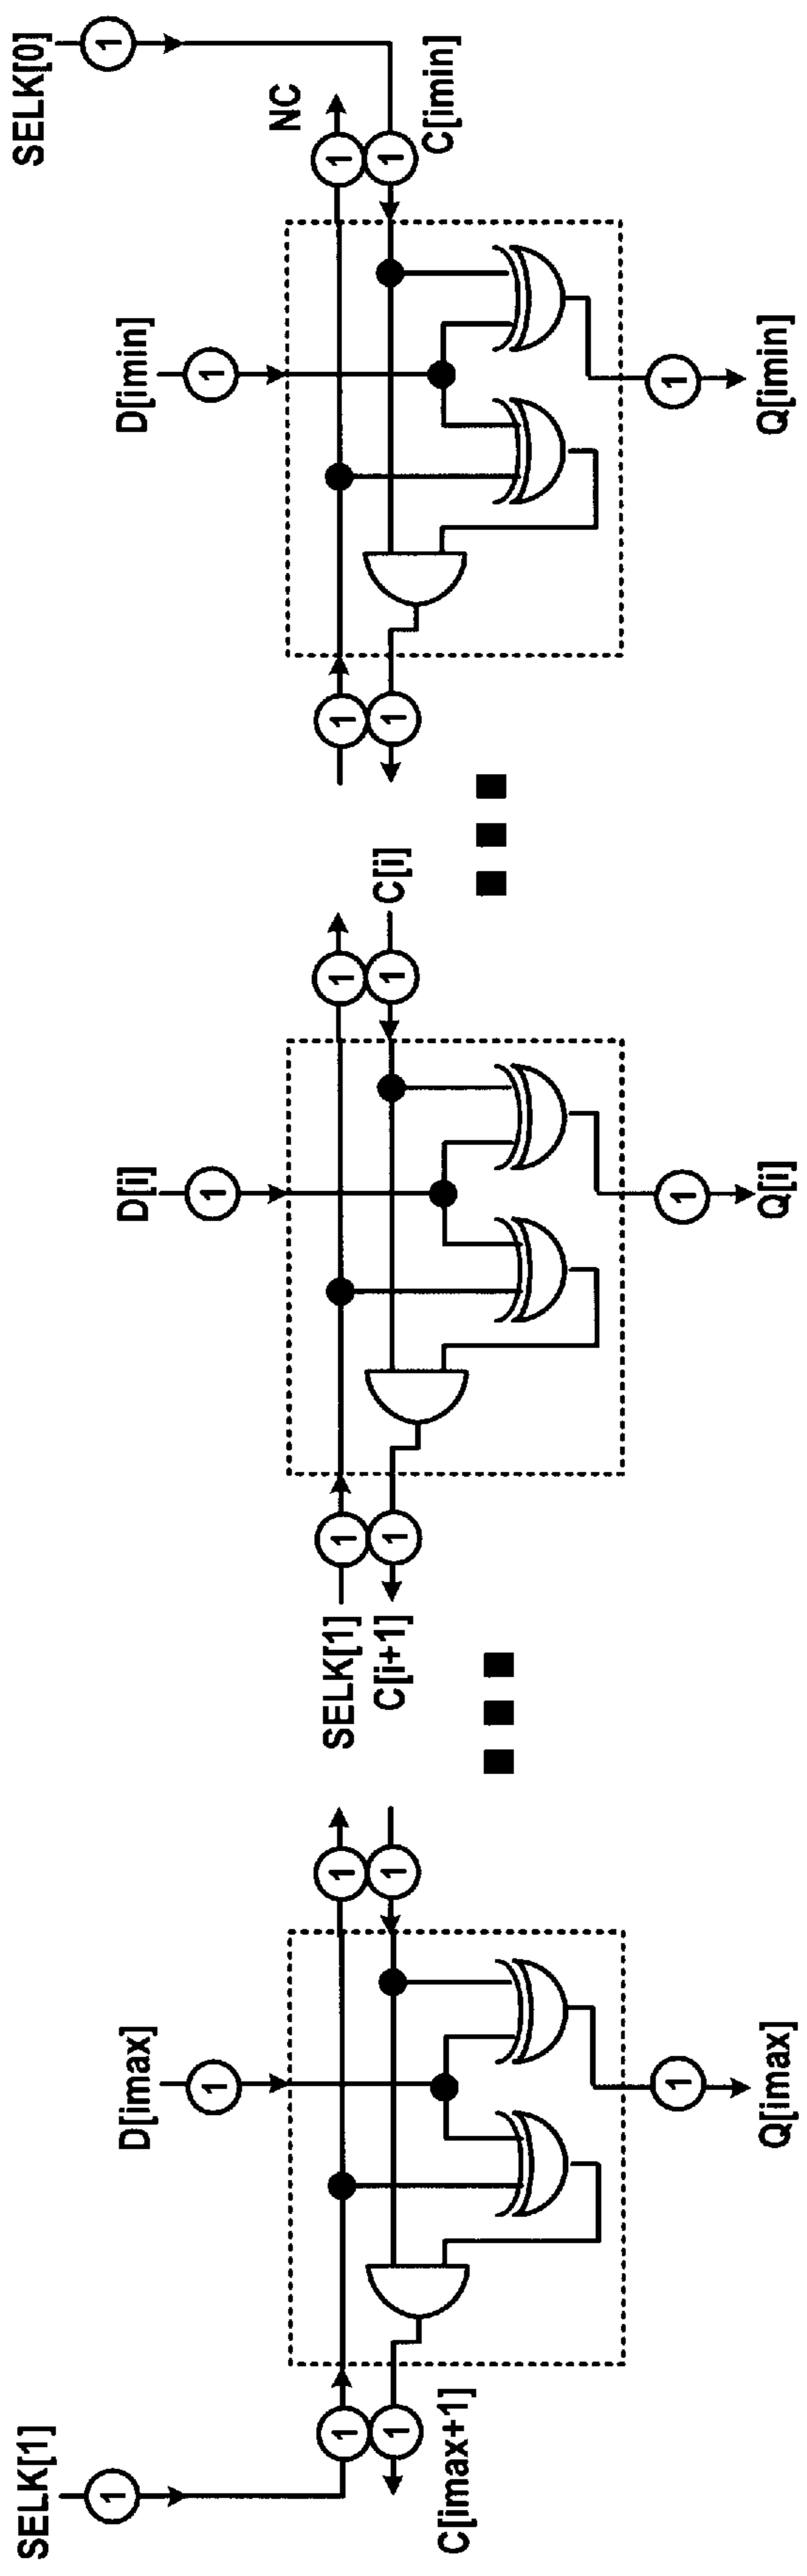 SELK[1] SELK[0]
1 1
D[imax] D[i] D[imin]
1 1 1
NC
1 1 SELK[1] 1 1 1 1
1 1 C[i+1] 1 1 C[i] 1 1
C[imax+1] C[imin]
1 1 1
Q[imax] Q[i] Q[imin]